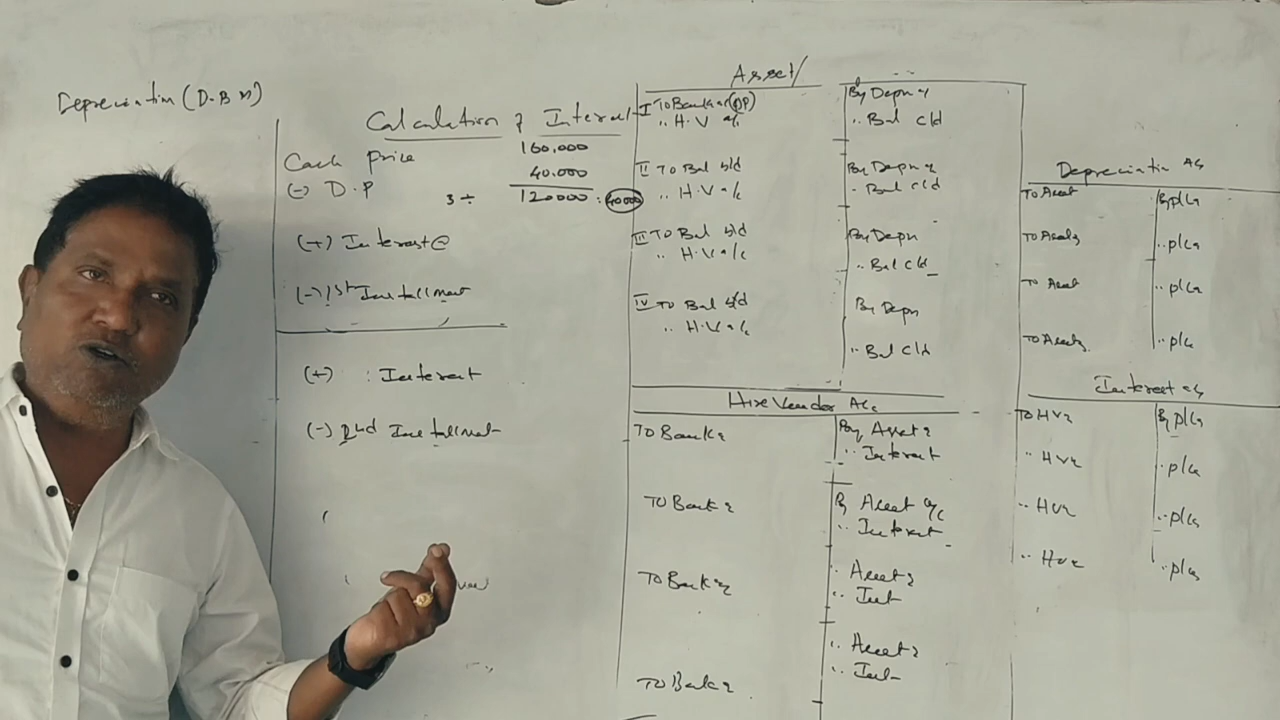 Depreciation (D.B.M)
Calculation of Interest
Cash price 160,000
(-) D.P 40.000
3 ÷ 120000 : 40000
(+) Interest @
(-) 1st Installment
(+) : Interest
(-) 2nd Installment
Asset/
I To Bank a/c (DP)
" H.V a/c
II To Bal b/d
" H.V a/c
III To Bal b/d
" H.V a/c
IV To Bal b/d
" H.V a/c
By Depn
" Bal c/d
By Depn
" Bal c/d
By Depn
" Bal c/d
By Depn
" Bal c/d
Hire Vendor A/c
To Bank
To Bank
To Bank
To Bank
By Asset
" Interest
By Asset a/c
" Interest
" Asset
" Int
" Asset
" Int
Depreciation A/c
To Asset By P/L a
To Asset " P/L a
To Asset " P/L a
To Asset " P/L
Interest a/c
To HV By P/L a
" HV " P/L a
" HV " P/L a
" HV " P/L a